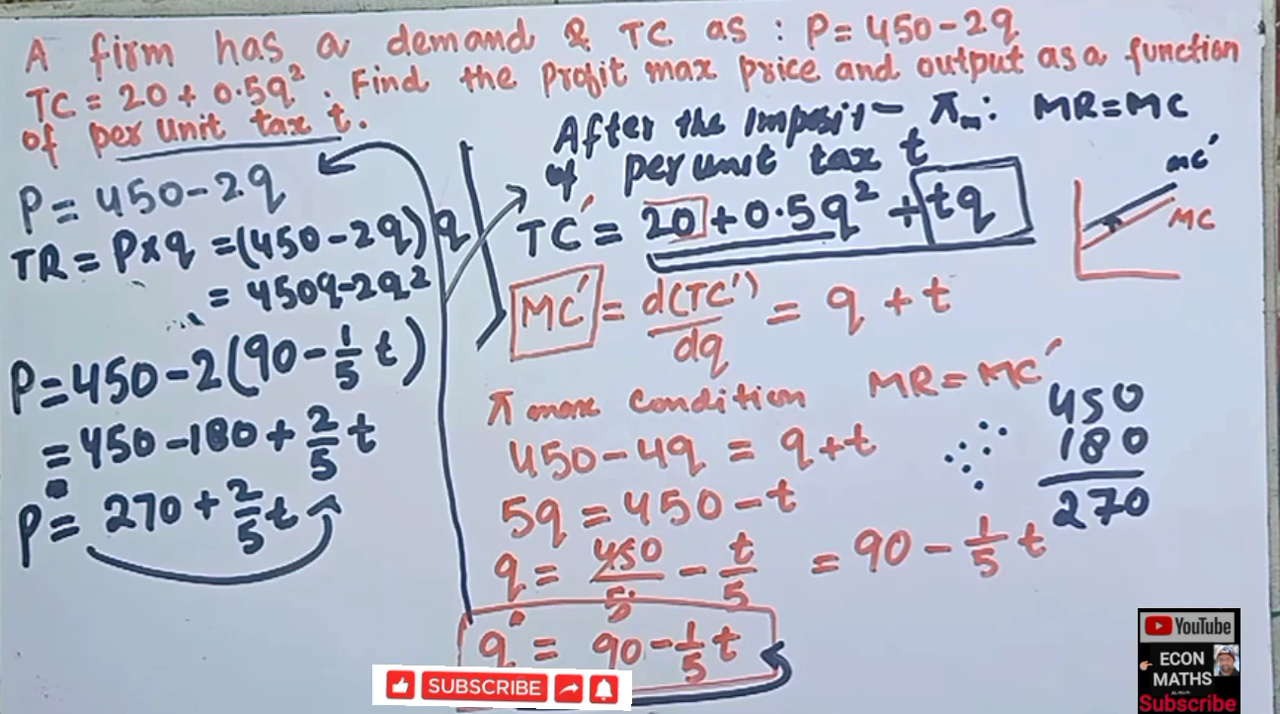 A firm has a demand & TC as : P = 450 - 2q
TC = 20 + 0.5q². Find the Profit max price and output as a function
of per unit tax t.
P = 450 - 2q
TR = P×q = (450 - 2q) q
= 450q - 2q²
P = 450 - 2(90 - 1/5 t)
= 450 - 180 + 2/5 t
P = 270 + 2/5 t
After the Imposit- πm: MR = MC
of per unit tax t
TC' = 20 + 0.5q² + tq
MC' = d(TC')/dq = q + t
MC'
MC
π max condition MR = MC'
450 - 4q = q + t
5q = 450 - t
q = 450/5 - t/5 = 90 - 1/5 t
q = 90 - 1/5 t
450
180
270
SUBSCRIBE
YouTube
ECON
MATHS
Subscribe